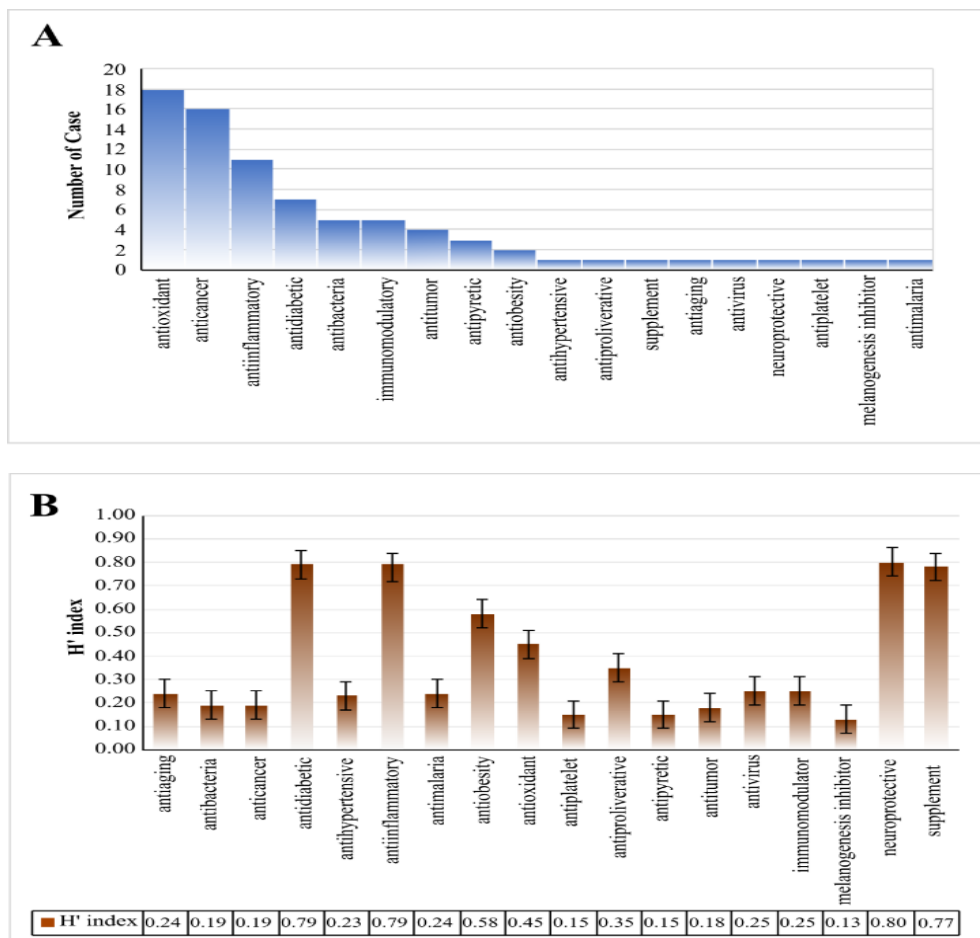 A
Number of Case
20
18
16
14
12
10
8
6
4
2
0
antioxidant
anticancer
antiinflammatory
antidiabetic
antibacteria
immunomodulatory
antitumor
antipyretic
antiobesity
antihypertensive
antiproliverative
supplement
antiaging
antivirus
neuroprotective
antiplatelet
melanogenesis inhibitor
antimalaria
B
H' index
1.00
0.90
0.80
0.70
0.60
0.50
0.40
0.30
0.20
0.10
0.00
antiaging
antibacteria
anticancer
antidiabetic
antihypertensive
antiinflammatory
antimalaria
antiobesity
antioxidant
antiplatelet
antiproliverative
antipyretic
antitumor
antivirus
immunomodulator
melanogenesis inhibitor
neuroprotective
supplement
H' index 0.24 0.19 0.19 0.79 0.23 0.79 0.24 0.58 0.45 0.15 0.35 0.15 0.18 0.25 0.25 0.13 0.80 0.77